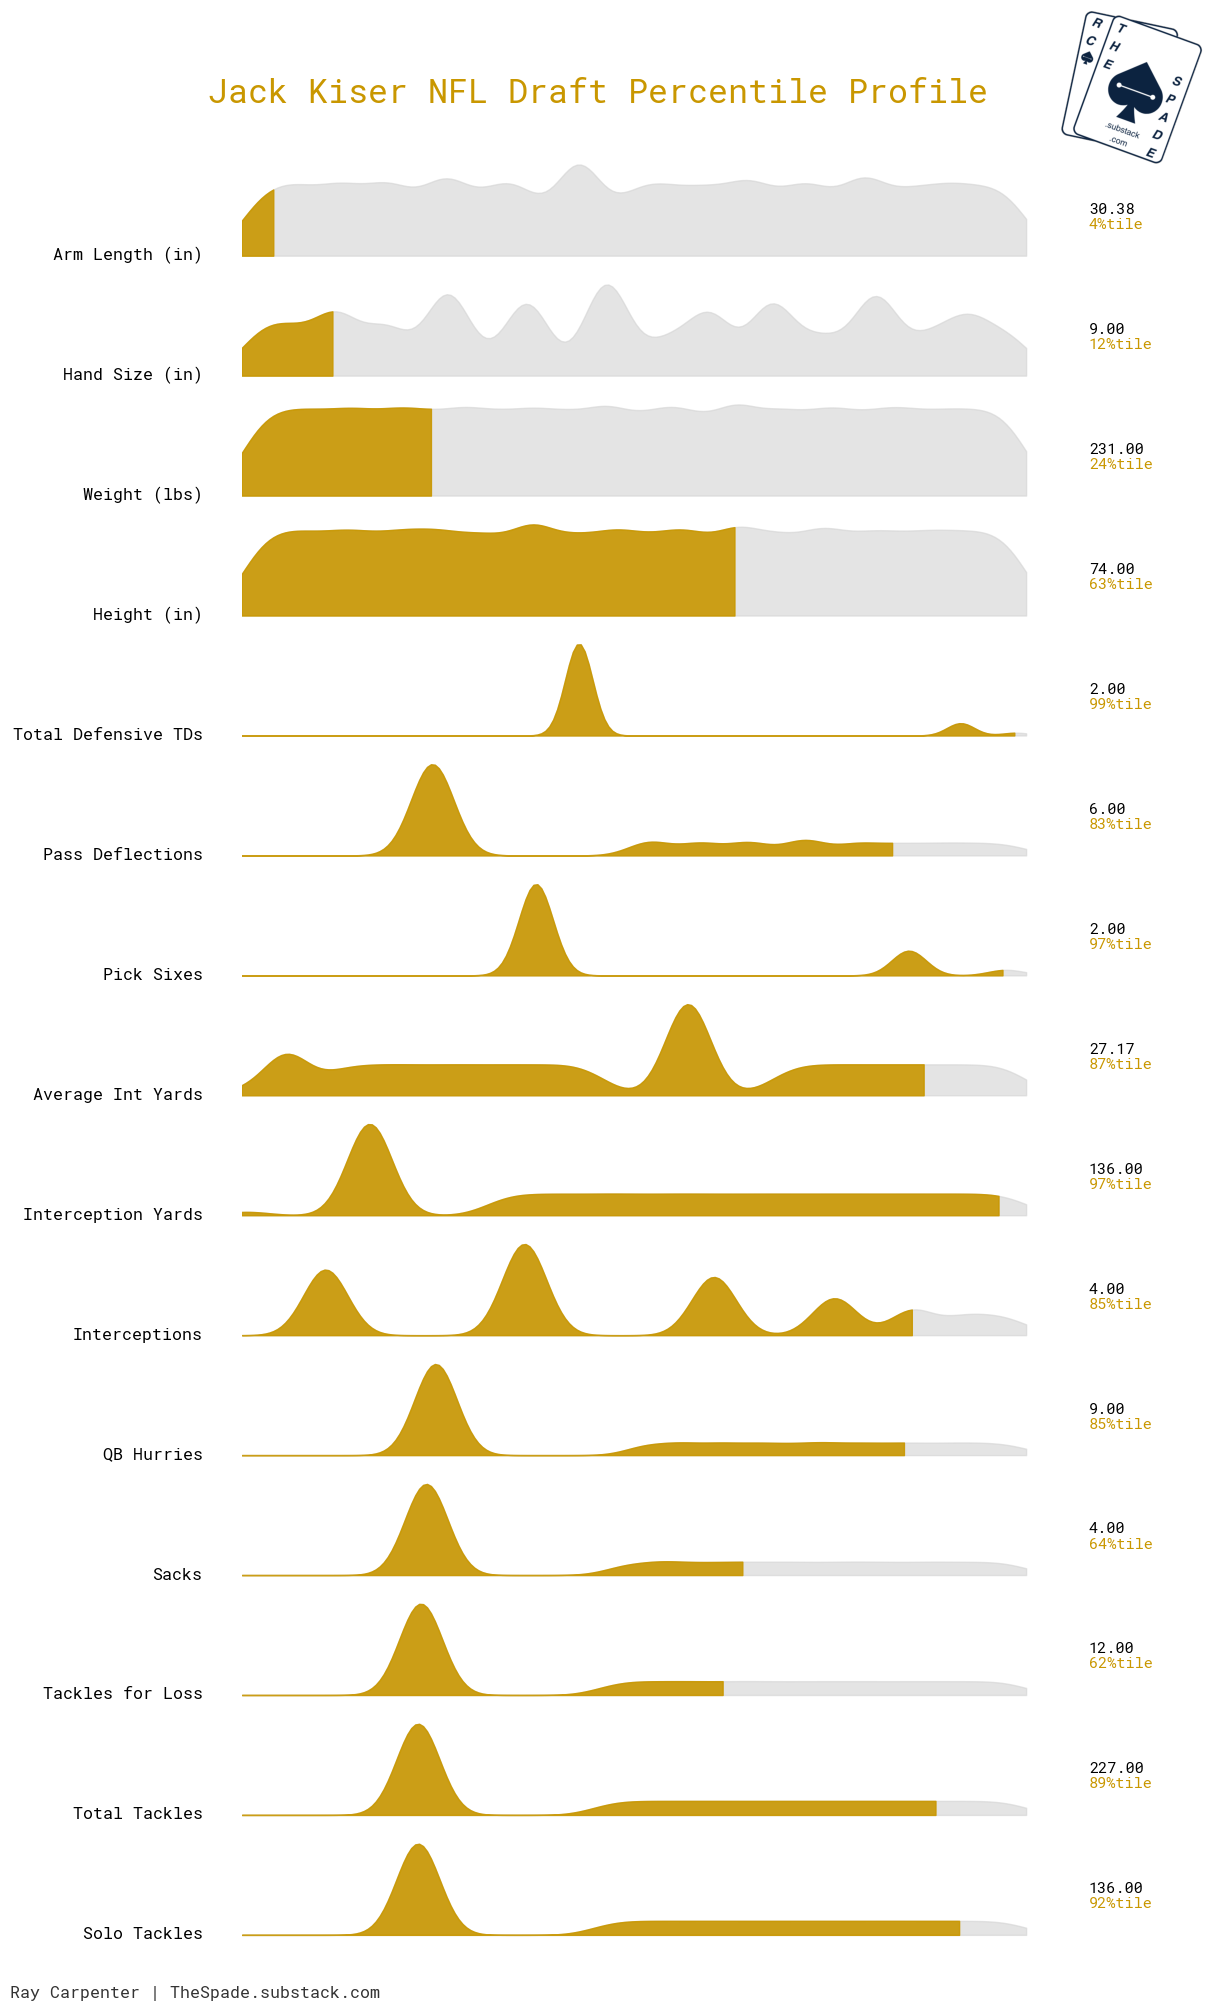 R
C
T
H
E
S
P
A
D
E
.substack
.com
Jack Kiser NFL Draft Percentile Profile
Arm Length (in)
30.38
4%tile
Hand Size (in)
9.00
12%tile
Weight (lbs)
231.00
24%tile
Height (in)
74.00
63%tile
Total Defensive TDs
2.00
99%tile
Pass Deflections
6.00
83%tile
Pick Sixes
2.00
97%tile
Average Int Yards
27.17
87%tile
Interception Yards
136.00
97%tile
Interceptions
4.00
85%tile
QB Hurries
9.00
85%tile
Sacks
4.00
64%tile
Tackles for Loss
12.00
62%tile
Total Tackles
227.00
89%tile
Solo Tackles
136.00
92%tile
Ray Carpenter | TheSpade.substack.com